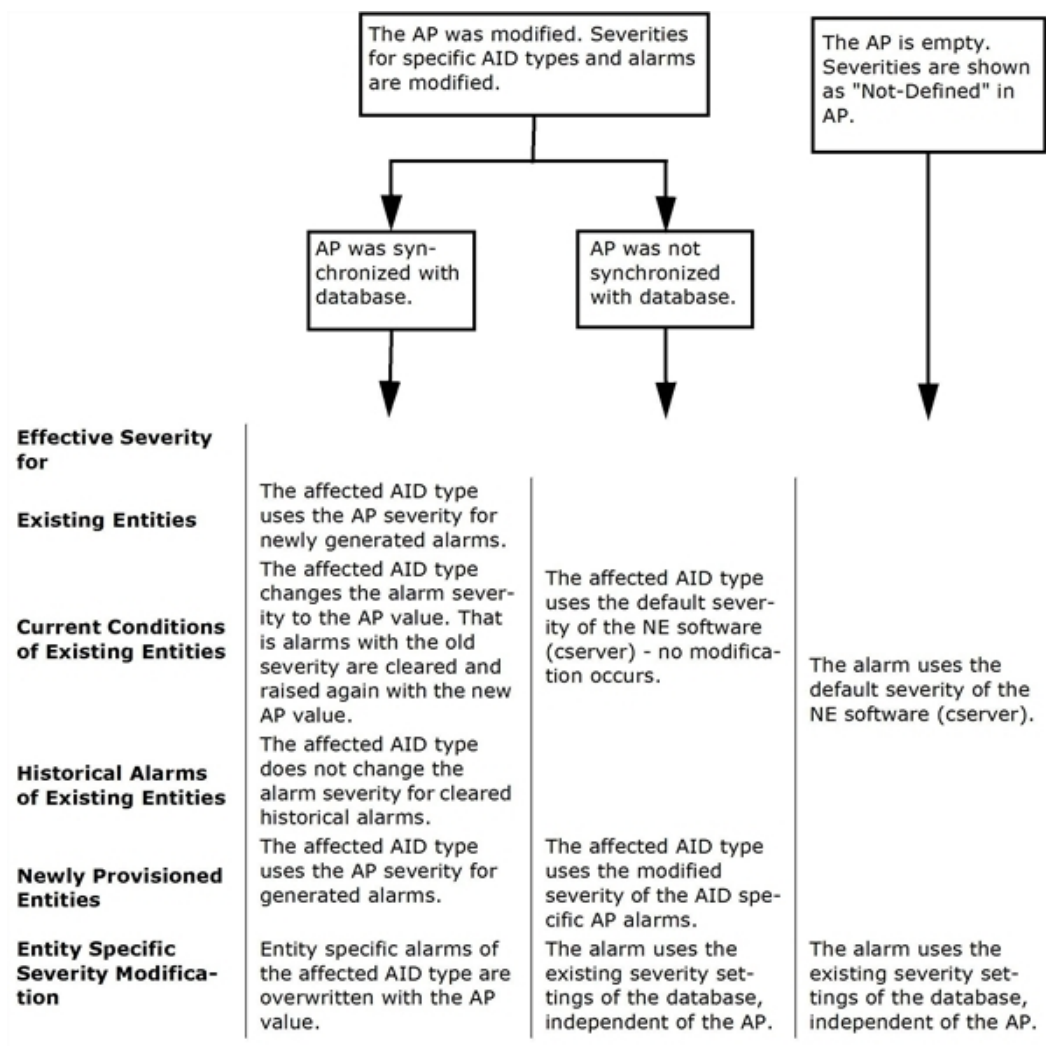 The AP was modified. Severities
for specific AID types and alarms
are modified.
The AP is empty.
Severities are shown
as "Not-Defined" in
AP.
AP was syn-
chronized with
database.
AP was not
synchronized
with database.
Effective Severity
for
Existing Entities
The affected AID type
uses the AP severity for
newly generated alarms.
Current Conditions
of Existing Entities
The affected AID type
changes the alarm sever-
ity to the AP value. That
is alarms with the old
severity are cleared and
raised again with the new
AP value.
The affected AID type
uses the default sever-
ity of the NE software
(cserver) - no modifica-
tion occurs.
The alarm uses the
default severity of the
NE software (cserver).
Historical Alarms
of Existing Entities
The affected AID type
does not change the
alarm severity for cleared
historical alarms.
Newly Provisioned
Entities
The affected AID type
uses the AP severity for
generated alarms.
The affected AID type
uses the modified
severity of the AID spe-
cific AP alarms.
Entity Specific
Severity Modifica-
tion
Entity specific alarms of
the affected AID type are
overwritten with the AP
value.
The alarm uses the
existing severity set-
tings of the database,
independent of the AP.
The alarm uses the
existing severity set-
tings of the database,
independent of the AP.